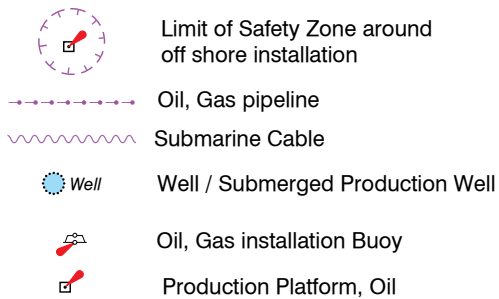 Limit of Safety Zone around
off shore installation
Oil, Gas pipeline
Submarine Cable
Well Well / Submerged Production Well
Oil, Gas installation Buoy
Production Platform, Oil